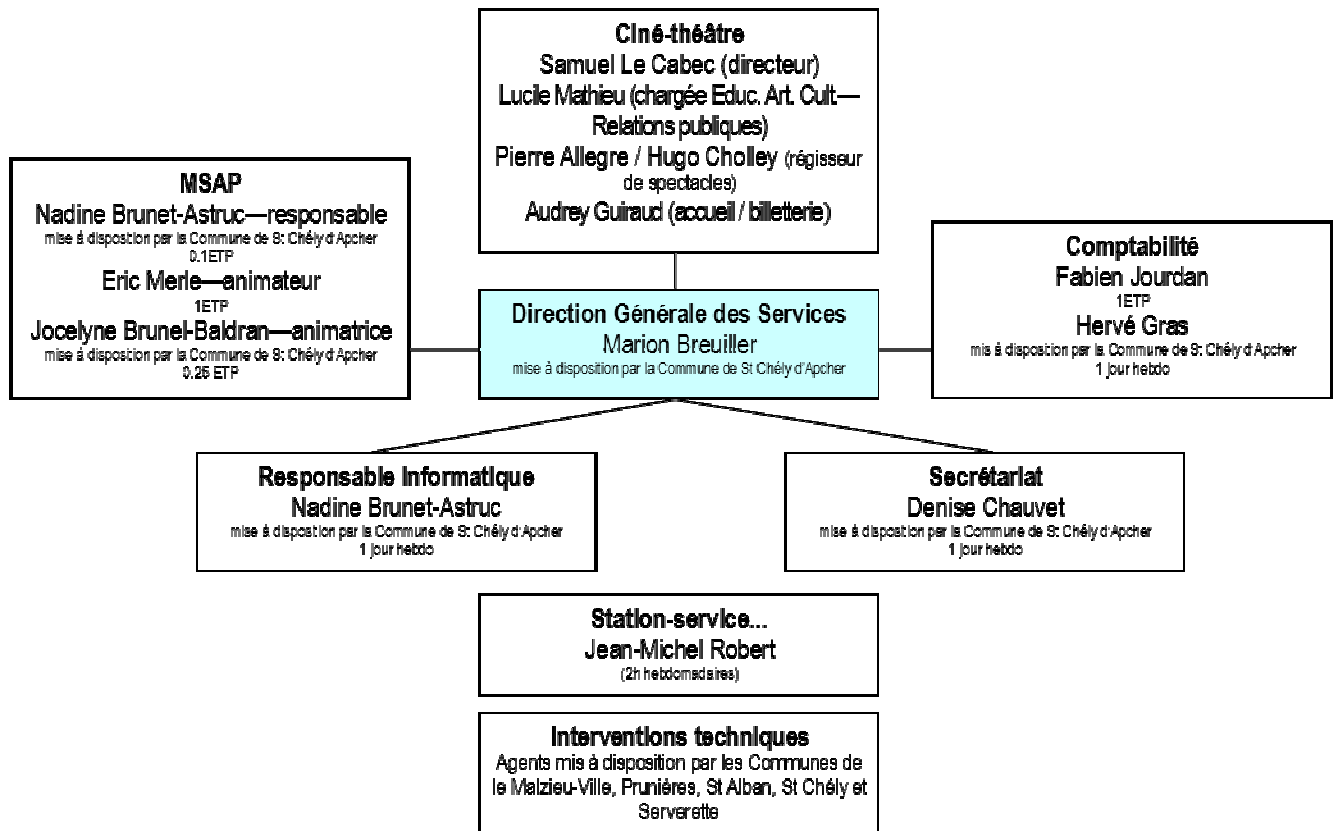 Ciné-théâtre
Samuel Le Cabec (directeur)
Lucile Mathieu (chargée Educ. Art. Cult.—
Relations publiques)
Pierre Allegre / Hugo Cholley (régisseur
de spectacles)
Audrey Guiraud (accueil / billetterie)
MSAP
Nadine Brunet-Astruc—responsable
mise à disposition par la Commune de St Chély d'Apcher
0.1ETP
Eric Merle—animateur
1ETP
Jocelyne Brunel-Baldran—animatrice
mise à disposition par la Commune de St Chély d'Apcher
0.25 ETP
Direction Générale des Services
Marion Breuiller
mise à disposition par la Commune de St Chély d'Apcher
Comptabilité
Fabien Jourdan
1ETP
Hervé Gras
mis à disposition par la Commune de St Chély d'Apcher
1 jour hebdo
Responsable Informatique
Nadine Brunet-Astruc
mise à disposition par la Commune de St Chély d'Apcher
1 jour hebdo
Secrétariat
Denise Chauvet
mise à disposition par la Commune de St Chély d'Apcher
1 jour hebdo
Station-service...
Jean-Michel Robert
(2h hebdomadaires)
Interventions techniques
Agents mis à disposition par les Communes de
le Malzieu-Ville, Prunières, St Alban, St Chély et
Serverette